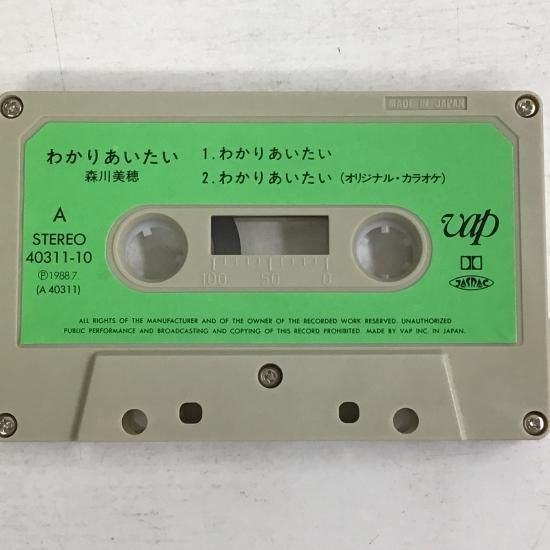 MADE IN JAPAN
わかりあいたい
森川美穂
1. わかりあいたい
2. わかりあいたい (オリジナル・カラオケ)
A
STEREO
40311-10
Ⓟ1988.7.
(A 40311)
vap
JASRAC
100 50 0
ALL RIGHTS OF THE MANUFACTURER AND OF THE OWNER OF THE RECORDED WORK RESERVED. UNAUTHORIZED
PUBLIC PERFORMANCE AND BROADCASTING AND COPYING OF THIS RECORD PROHIBITED. MADE BY VAP INC. IN JAPAN.